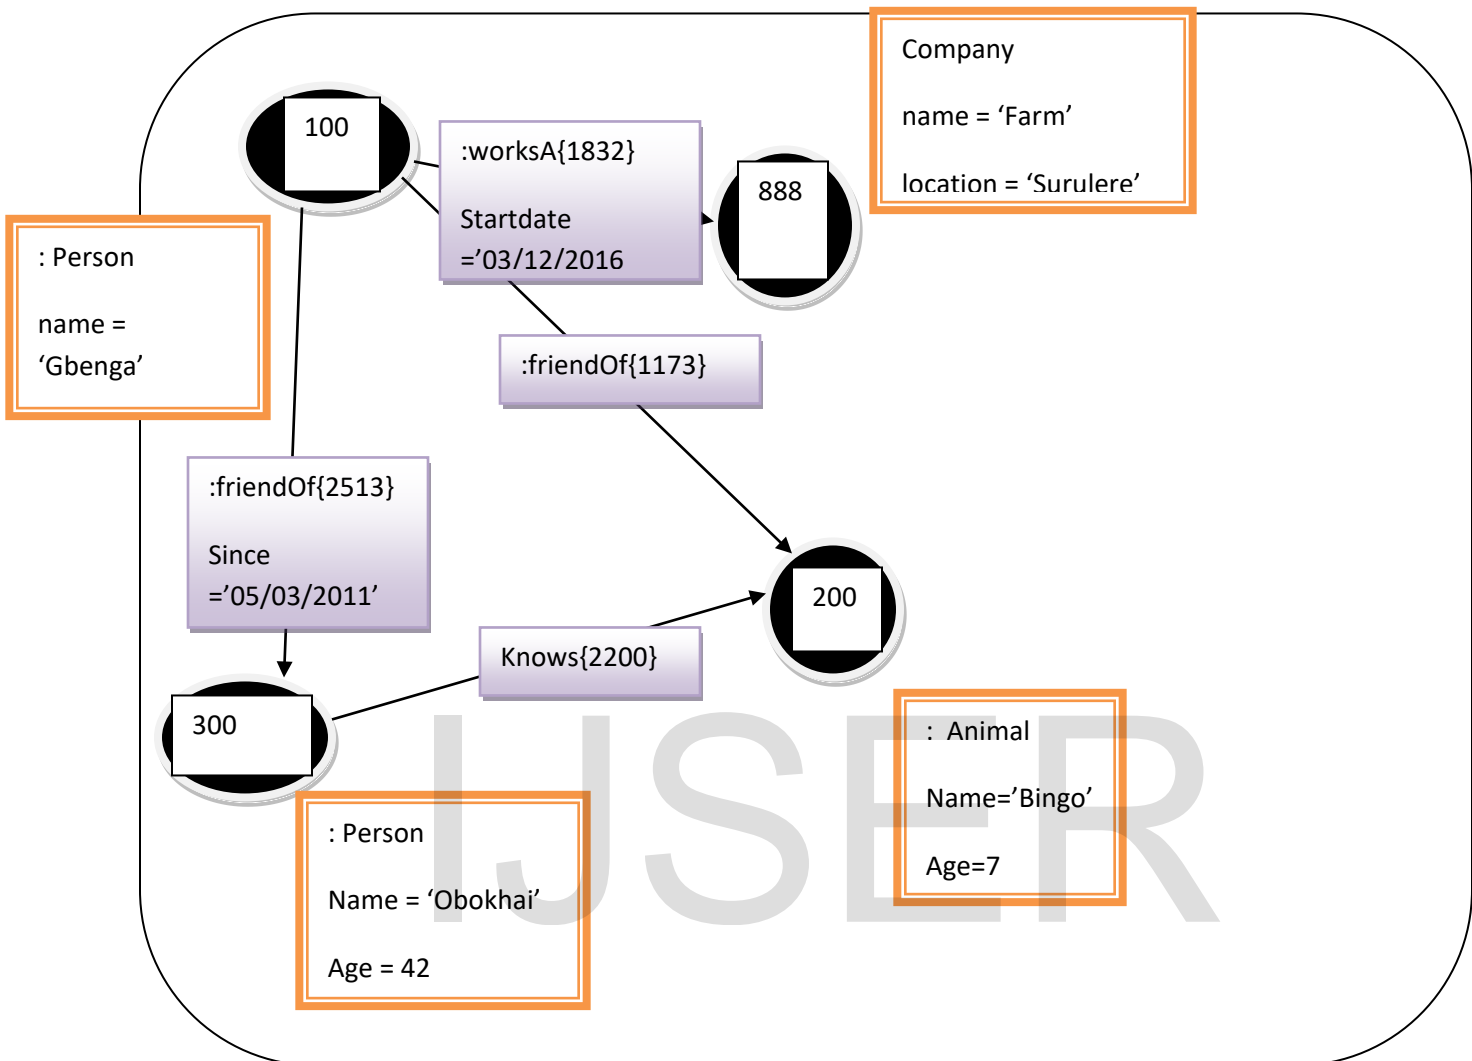 Company
name = ‘Farm’
location = ‘Surulere’
100
:worksA{1832}
Startdate
=’03/12/2016
888
: Person
name =
‘Gbenga’
:friendOf{1173}
:friendOf{2513}
Since
=’05/03/2011’
200
Knows{2200}
300
: Animal
Name=’Bingo’
Age=7
: Person
Name = ‘Obokhai’
Age = 42
IJSER